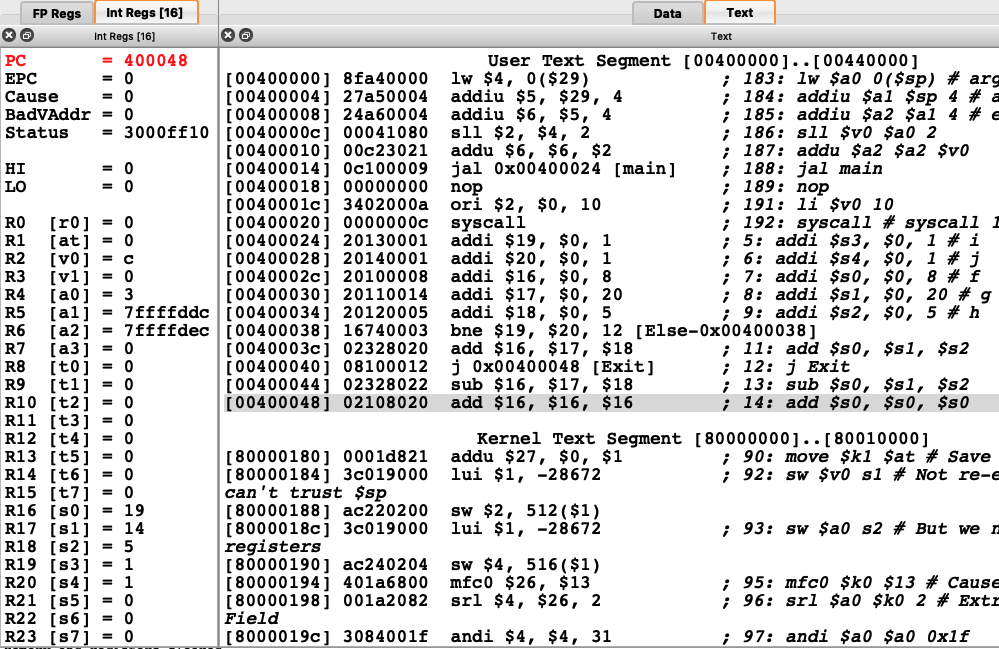 FP Regs Int Regs [16] Data Text
Int Regs [16] Text
PC = 400048
EPC = 0
Cause = 0
BadVAddr = 0
Status = 3000ff10
HI = 0
LO = 0
R0 [r0] = 0
R1 [at] = 0
R2 [v0] = c
R3 [v1] = 0
R4 [a0] = 3
R5 [a1] = 7ffffddc
R6 [a2] = 7ffffdec
R7 [a3] = 0
R8 [t0] = 0
R9 [t1] = 0
R10 [t2] = 0
R11 [t3] = 0
R12 [t4] = 0
R13 [t5] = 0
R14 [t6] = 0
R15 [t7] = 0
R16 [s0] = 19
R17 [s1] = 14
R18 [s2] = 5
R19 [s3] = 1
R20 [s4] = 1
R21 [s5] = 0
R22 [s6] = 0
R23 [s7] = 0
User Text Segment [00400000]..[00440000]
[00400000] 8fa40000 lw $4, 0($29) ; 183: lw $a0 0($sp) # arg
[00400004] 27a50004 addiu $5, $29, 4 ; 184: addiu $a1 $sp 4 # a
[00400008] 24a60004 addiu $6, $5, 4 ; 185: addiu $a2 $a1 4 # e
[0040000c] 00041080 sll $2, $4, 2 ; 186: sll $v0 $a0 2
[00400010] 00c23021 addu $6, $6, $2 ; 187: addu $a2 $a2 $v0
[00400014] 0c100009 jal 0x00400024 [main] ; 188: jal main
[00400018] 00000000 nop ; 189: nop
[0040001c] 3402000a ori $2, $0, 10 ; 191: li $v0 10
[00400020] 0000000c syscall ; 192: syscall # syscall 1
[00400024] 20130001 addi $19, $0, 1 ; 5: addi $s3, $0, 1 # i
[00400028] 20140001 addi $20, $0, 1 ; 6: addi $s4, $0, 1 # j
[0040002c] 20100008 addi $16, $0, 8 ; 7: addi $s0, $0, 8 # f
[00400030] 20110014 addi $17, $0, 20 ; 8: addi $s1, $0, 20 # g
[00400034] 20120005 addi $18, $0, 5 ; 9: addi $s2, $0, 5 # h
[00400038] 16740003 bne $19, $20, 12 [Else-0x00400038]
[0040003c] 02328020 add $16, $17, $18 ; 11: add $s0, $s1, $s2
[00400040] 08100012 j 0x00400048 [Exit] ; 12: j Exit
[00400044] 02328022 sub $16, $17, $18 ; 13: sub $s0, $s1, $s2
[00400048] 02108020 add $16, $16, $16 ; 14: add $s0, $s0, $s0
Kernel Text Segment [80000000]..[80010000]
[80000180] 0001d821 addu $27, $0, $1 ; 90: move $k1 $at # Save
[80000184] 3c019000 lui $1, -28672 ; 92: sw $v0 s1 # Not re-e
can't trust $sp
[80000188] ac220200 sw $2, 512($1)
[8000018c] 3c019000 lui $1, -28672 ; 93: sw $a0 s2 # But we n
registers
[80000190] ac240204 sw $4, 516($1)
[80000194] 401a6800 mfc0 $26, $13 ; 95: mfc0 $k0 $13 # Cause
[80000198] 001a2082 srl $4, $26, 2 ; 96: srl $a0 $k0 2 # Extr
Field
[8000019c] 3084001f andi $4, $4, 31 ; 97: andi $a0 $a0 0x1f